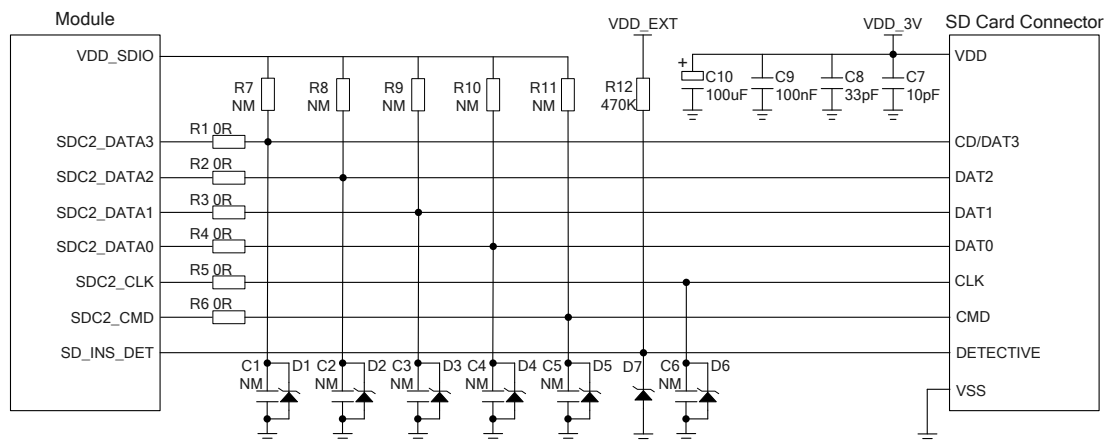 Module
VDD_EXT
VDD_3V
SD Card Connector
VDD_SDIO
VDD
R7
NM
R8
NM
R9
NM
R10
NM
R11
NM
R12
470K
+
C10
100uF
C9
100nF
C8
33pF
C7
10pF
SDC2_DATA3
R1 0R
CD/DAT3
SDC2_DATA2
R2 0R
DAT2
SDC2_DATA1
R3 0R
DAT1
SDC2_DATA0
R4 0R
DAT0
SDC2_CLK
R5 0R
CLK
SDC2_CMD
R6 0R
CMD
SD_INS_DET
DETECTIVE
C1
NM
D1
C2
NM
D2
C3
NM
D3
C4
NM
D4
C5
NM
D5
D7
C6
NM
D6
VSS